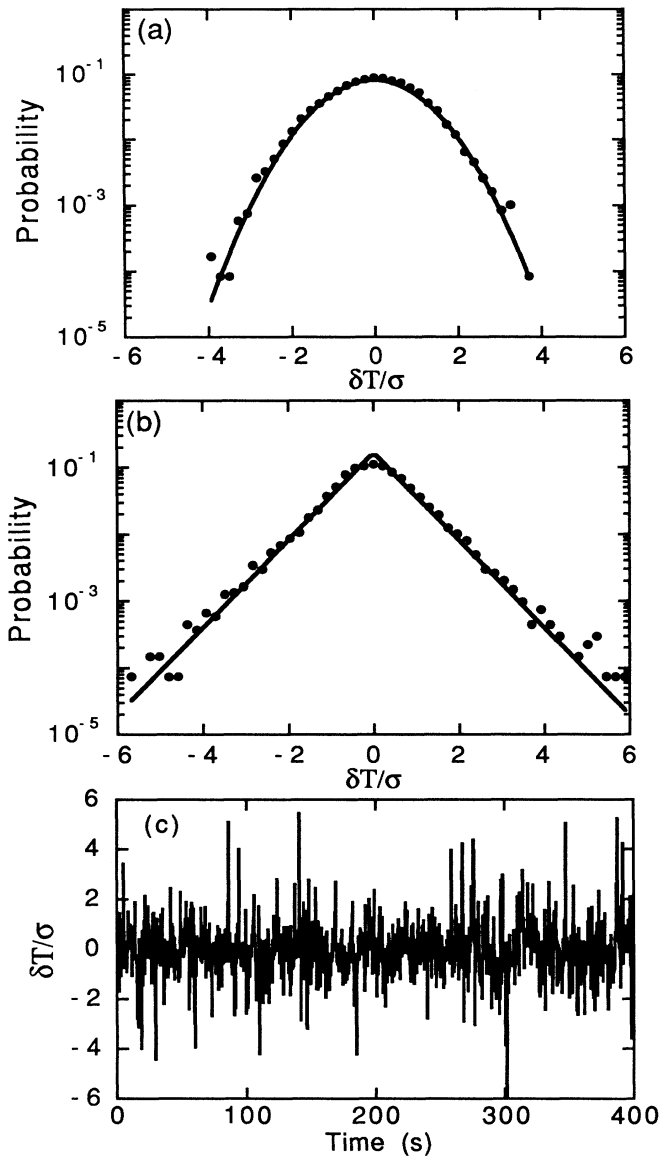 (a)
10⁻¹
10⁻³
10⁻⁵
Probability
-6 -4 -2 0 2 4 6
δT/σ
(b)
10⁻¹
10⁻³
10⁻⁵
Probability
-6 -4 -2 0 2 4 6
δT/σ
(c)
6
4
2
0
-2
-4
-6
δT/σ
0 100 200 300 400
Time (s)